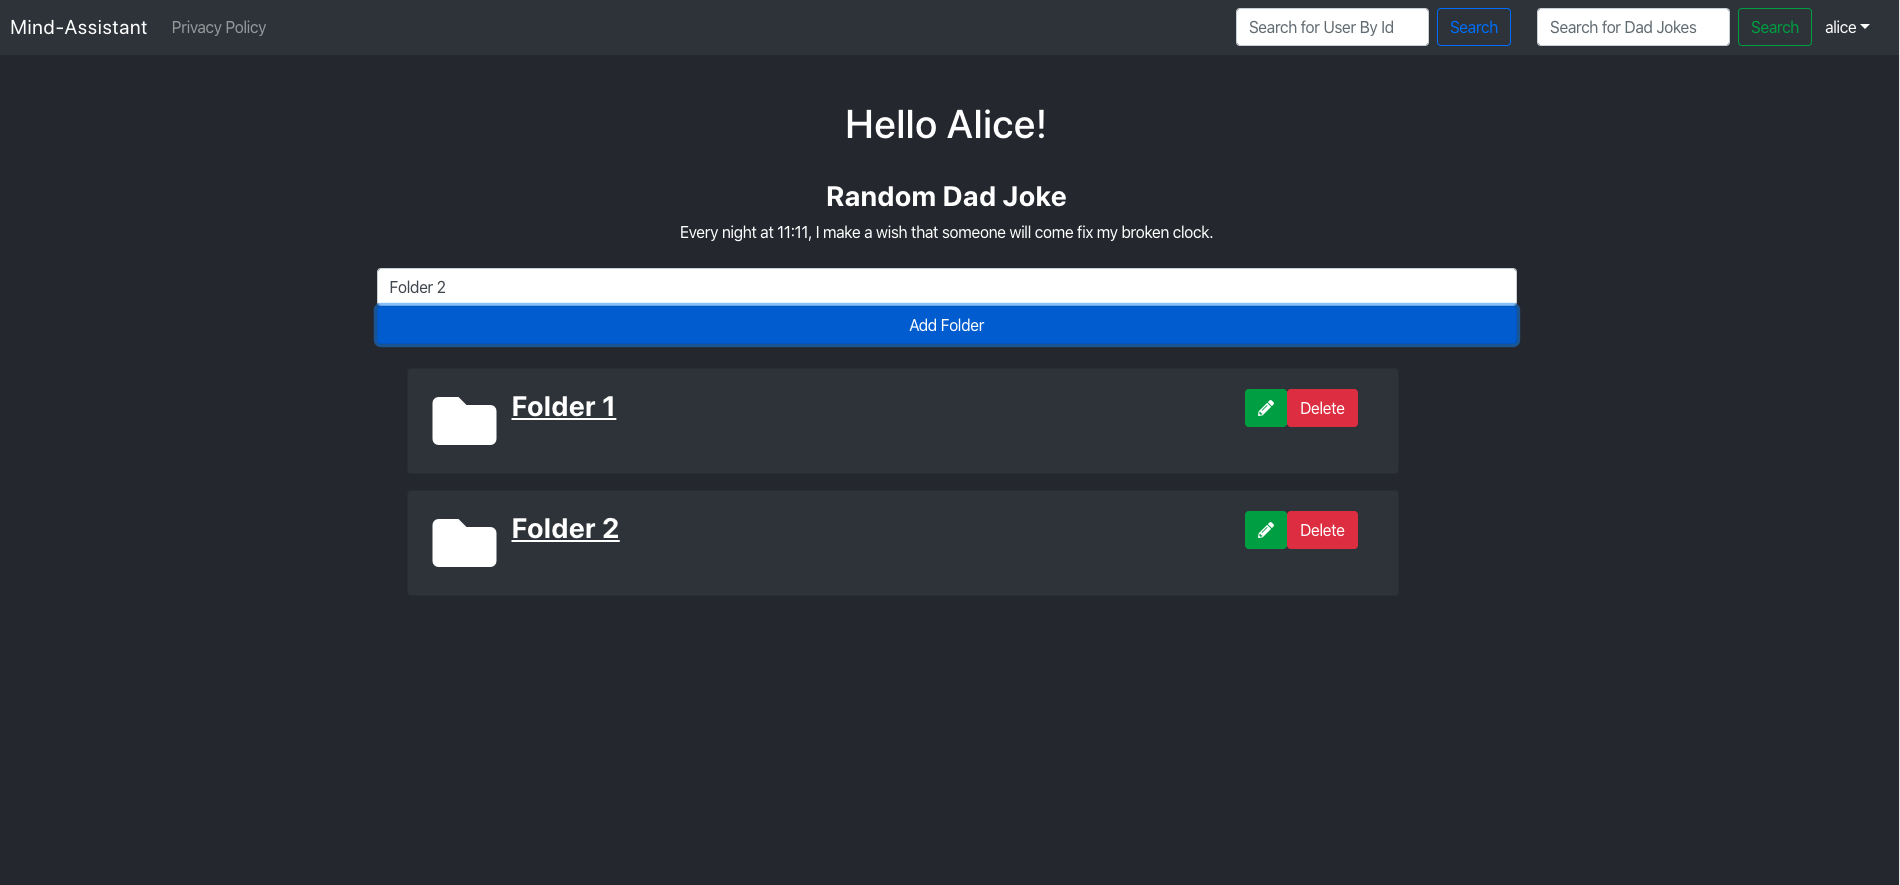 Mind-Assistant Privacy Policy Search for User By Id Search Search for Dad Jokes Search alice
Hello Alice!
Random Dad Joke
Every night at 11:11, I make a wish that someone will come fix my broken clock.
Folder 2
Add Folder
Folder 1 Delete
Folder 2 Delete